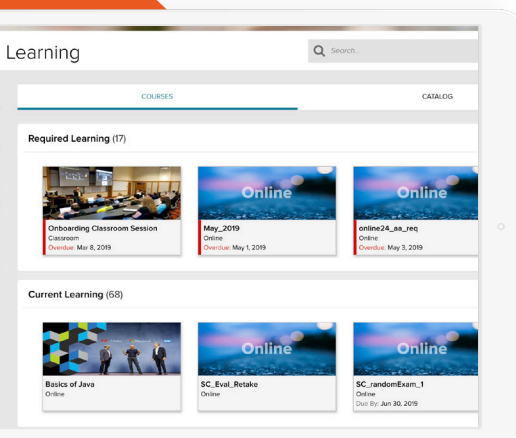 Learning
Search...
COURSES
CATALOG
Required Learning (17)
Online
Online
Onboarding Classroom Session
Classroom
Overdue: Mar 8, 2019
May_2019
Online
Overdue: May 1, 2019
online24_aa_req
Online
Overdue: May 3, 2019
Current Learning (68)
Online
Online
Basics of Java
Online
SC_Eval_Retake
Online
SC_randomExam_1
Online
Due By: Jun 30, 2019